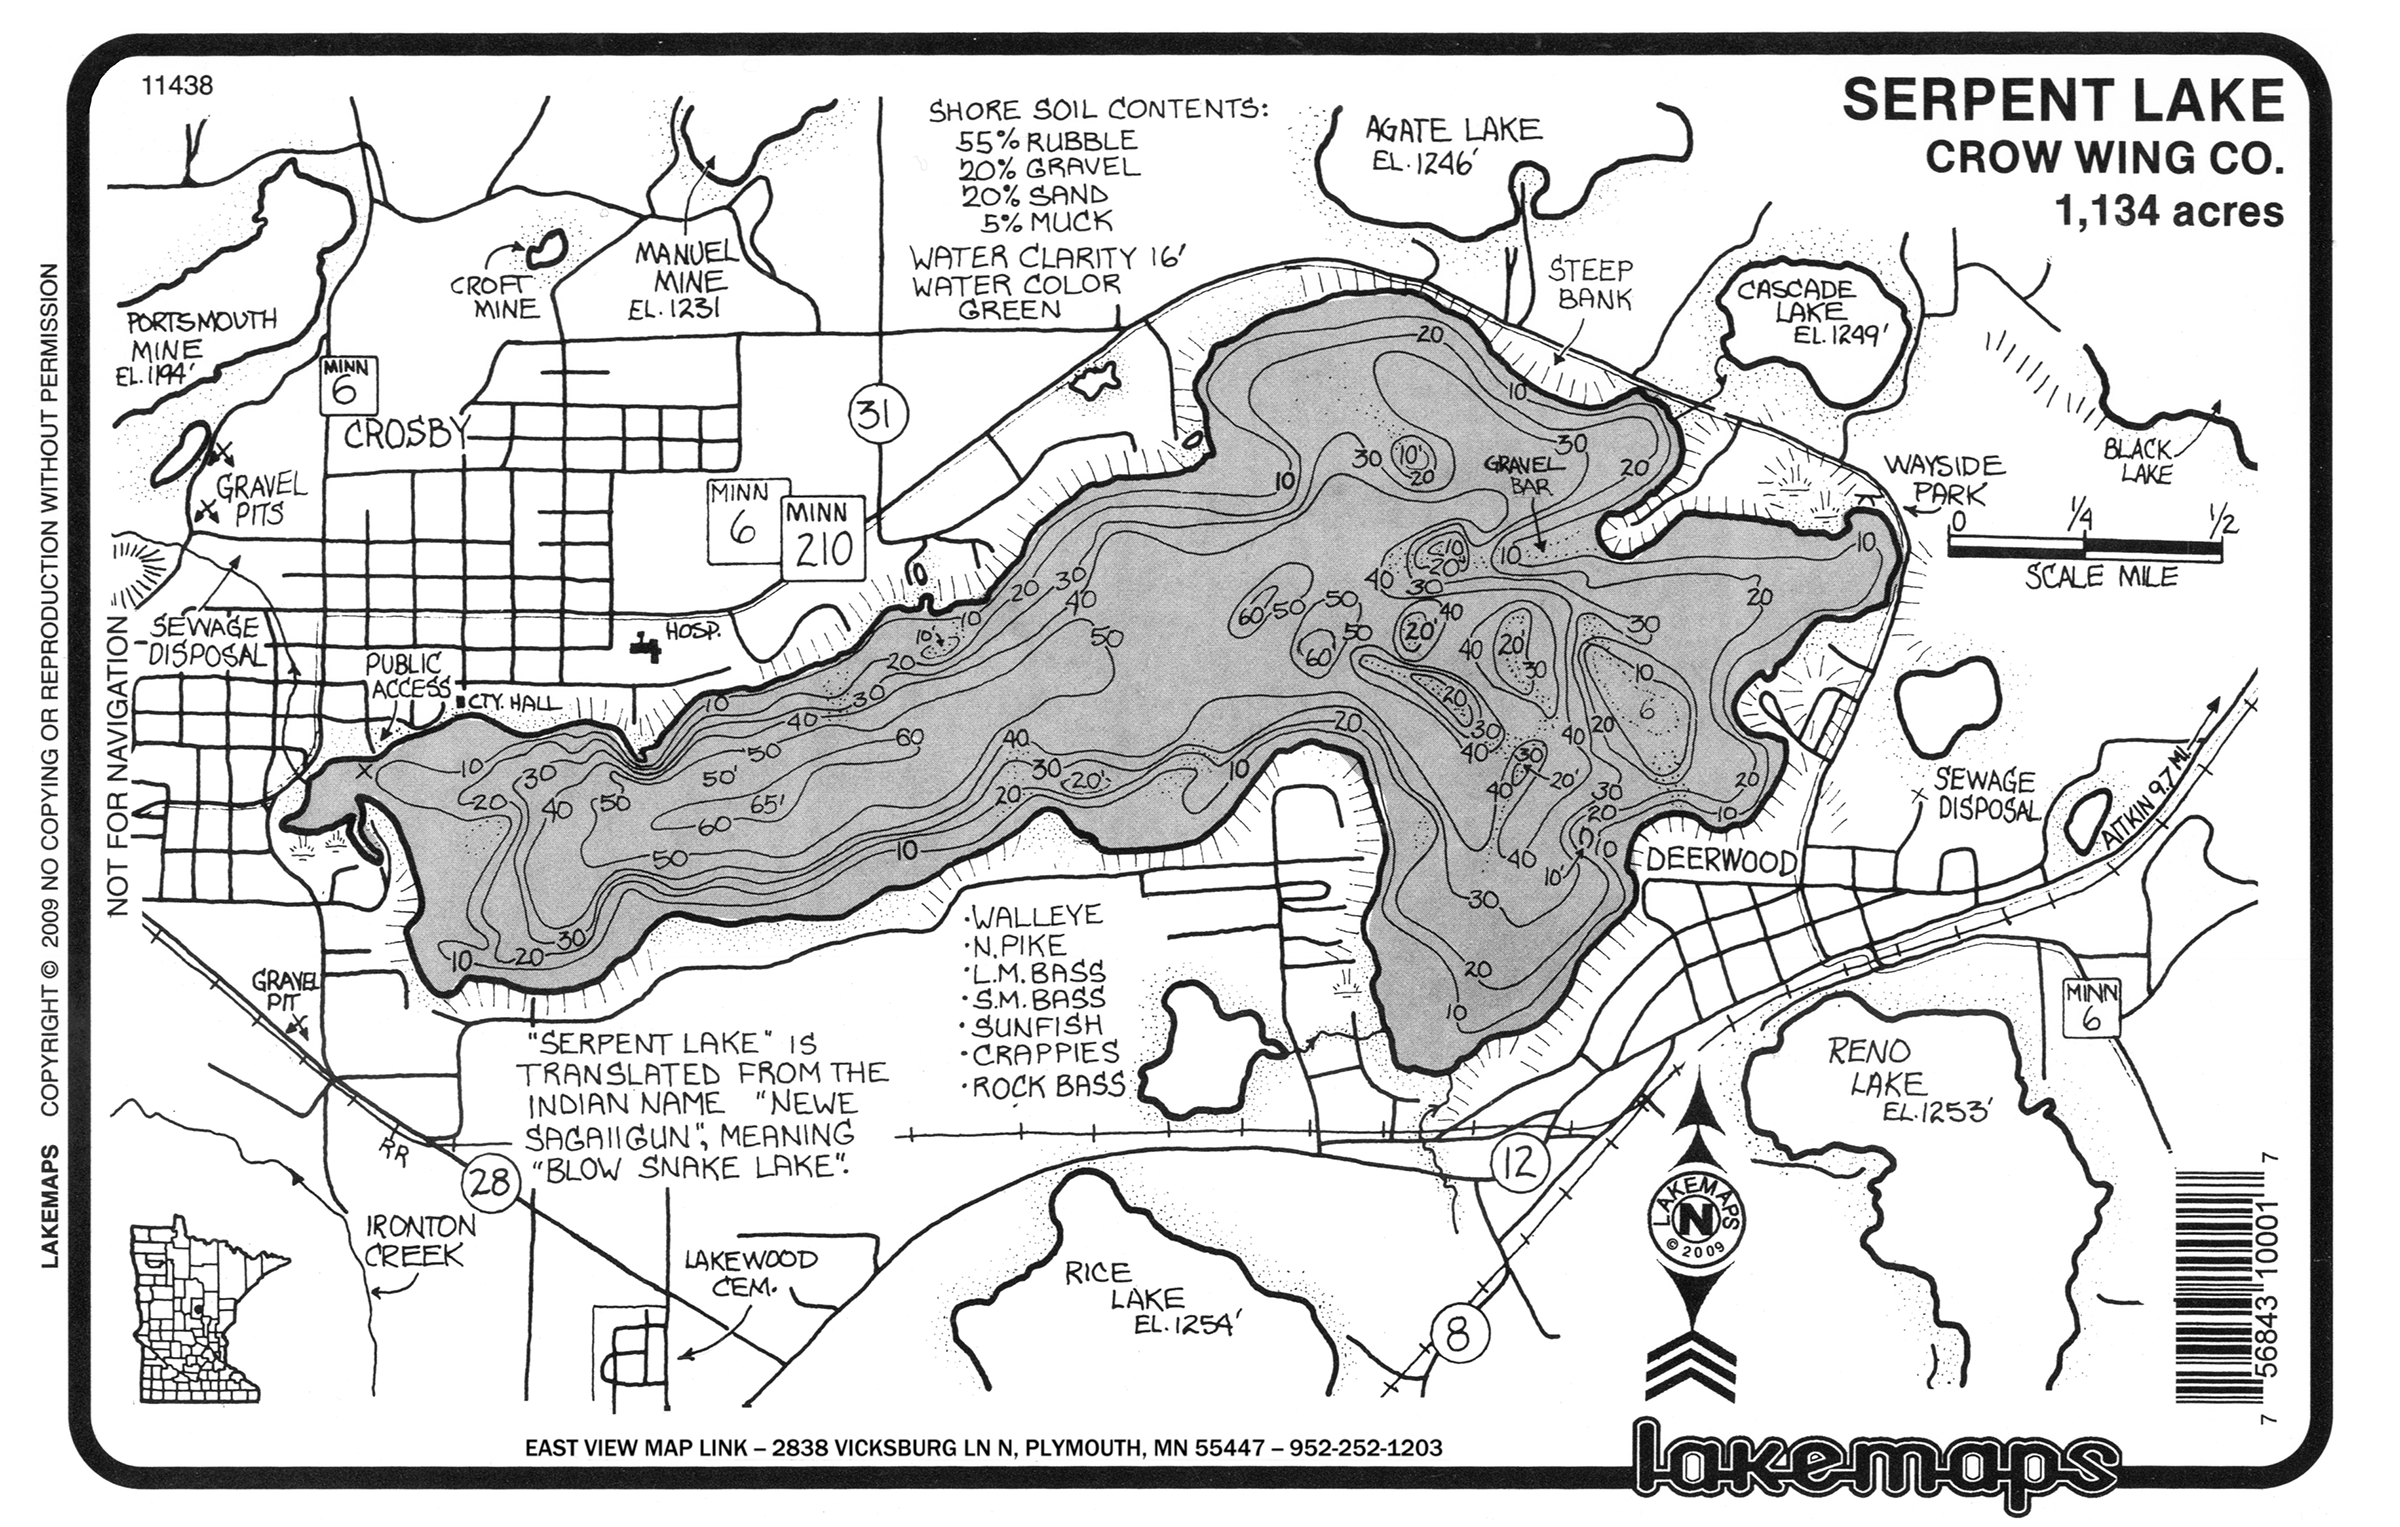 11438
SERPENT LAKE
CROW WING CO.
1,134 acres
SHORE SOIL CONTENTS:
55% RUBBLE
20% GRAVEL
20% SAND
5% MUCK
WATER CLARITY 16'
WATER COLOR
GREEN
AGATE LAKE
EL. 1246'
STEEP
BANK
CASCADE
LAKE
EL. 1249'
BLACK
LAKE
WAYSIDE
PARK
0 1/4 1/2
SCALE MILE
MANUEL
MINE
EL. 1231
CROFT
MINE
PORTSMOUTH
MINE
EL. 1194'
MINN
6
CROSBY
31
GRAVEL
PITS
MINN
6
MINN
210
SEWAGE
DISPOSAL
PUBLIC
ACCESS
CTY. HALL
HOSP.
GRAVEL
BAR
20
10
30
20
10
30
10'
20
10
20
30
40
50
10'
10
20
30
40
50
60
50'
65'
60
50
10
20
30
40
50
10
20
30
10
40
30
20
20'
10
20
60
50
50
50
60'
40
10
20
30
40
20'
40
20'
30
10
10
20
30
10
6
20
40
30
20
30
40
40
30
20'
40
20
10
30
20
10
10'
40
30
20
10
SEWAGE
DISPOSAL
AITKIN 9.7 MI.
DEERWOOD
MINN
6
•WALLEYE
•N. PIKE
•L.M. BASS
•S.M. BASS
•SUNFISH
•CRAPPIES
•ROCK BASS
GRAVEL
PIT
"SERPENT LAKE" IS
TRANSLATED FROM THE
INDIAN NAME "NEWE
SAGAIIGUN", MEANING
"BLOW SNAKE LAKE".
RR
28
IRONTON
CREEK
LAKEWOOD
CEM.
RICE
LAKE
EL. 1254'
12
8
RENO
LAKE
EL. 1253'
LAKEMAPS
N
© 2009
7 56843 10001 7
EAST VIEW MAP LINK – 2838 VICKSBURG LN N, PLYMOUTH, MN 55447 – 952-252-1203
lakemaps
LAKEMAPS COPYRIGHT © 2009 NO COPYING OR REPRODUCTION WITHOUT PERMISSION
NOT FOR NAVIGATION